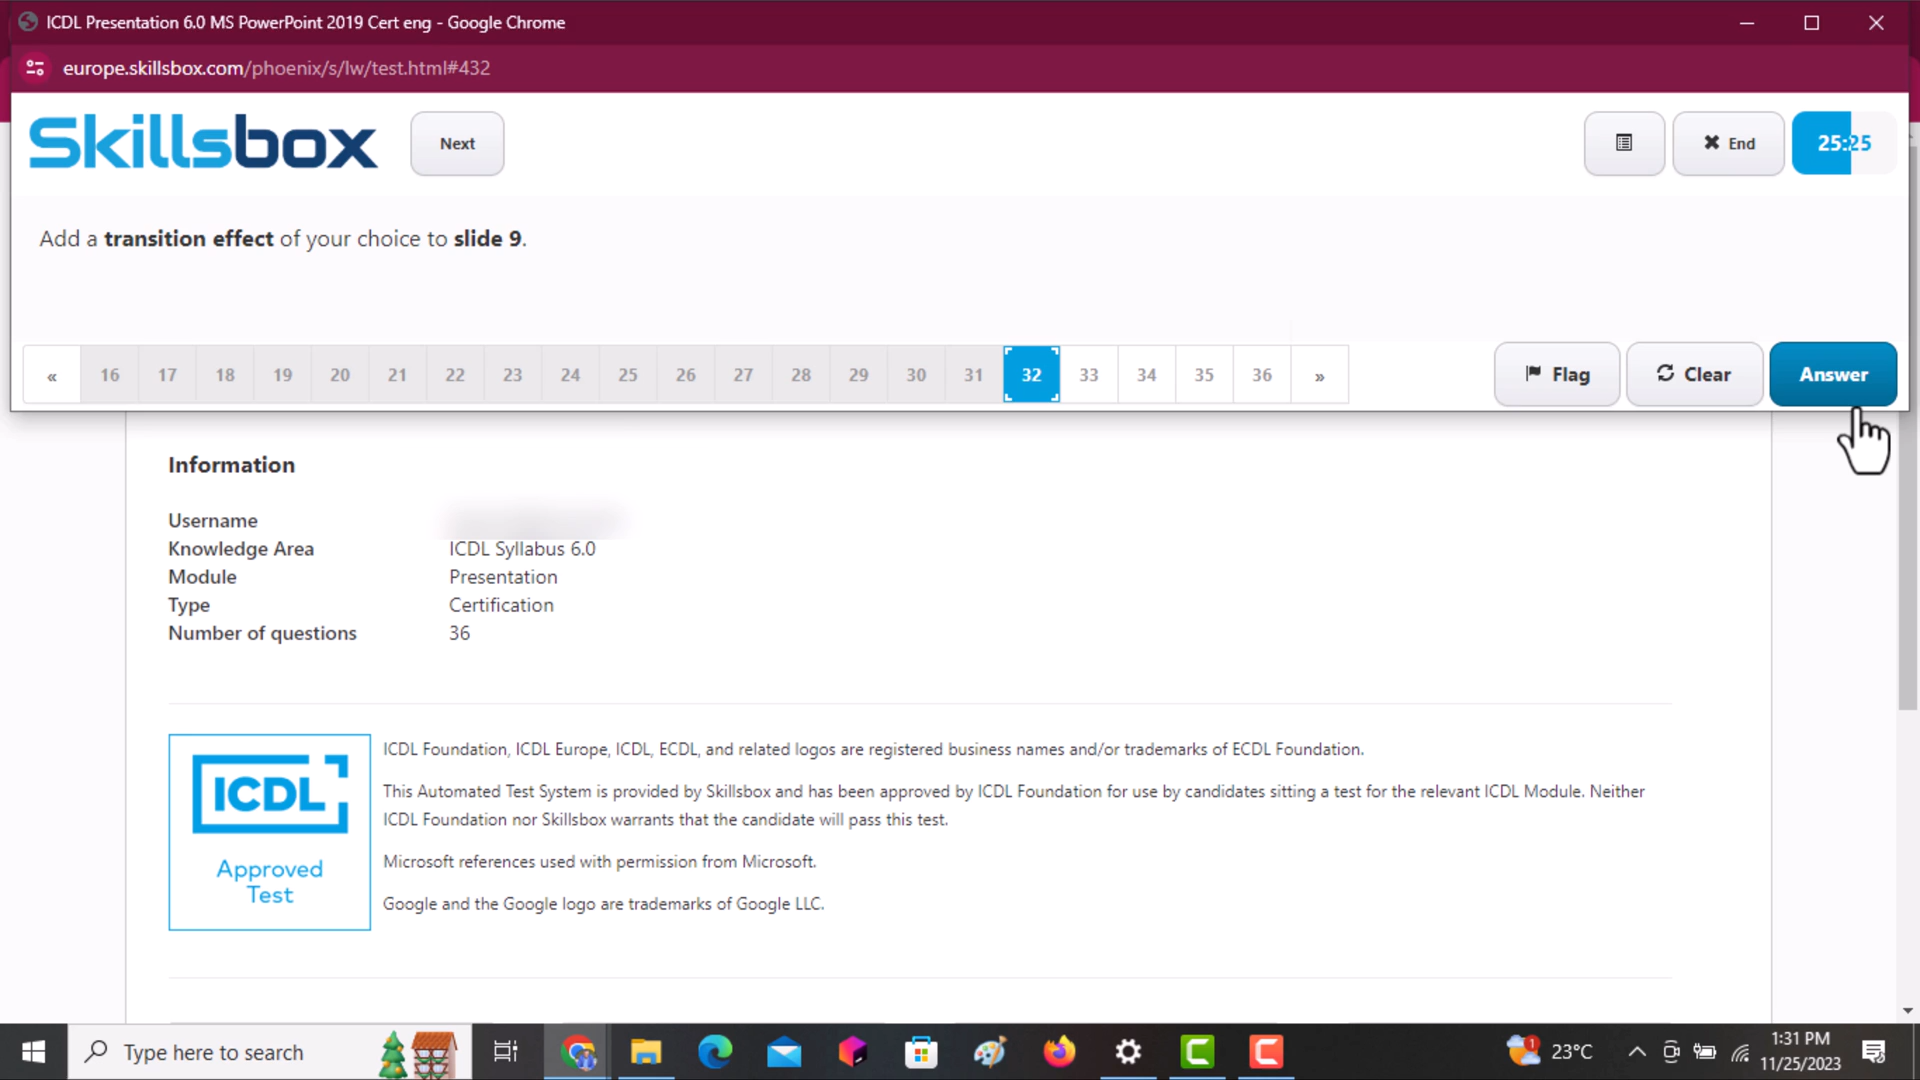 ICDL Presentation 6.0 MS PowerPoint 2019 Cert eng - Google Chrome
europe.skillsbox.com/phoenix/s/lw/test.html#432
Skillsbox
Next
End
25:25
Add a transition effect of your choice to slide 9.
« 16 17 18 19 20 21 22 23 24 25 26 27 28 29 30 31 32 33 34 35 36 »
Flag
Clear
Answer
Information
Username
Knowledge Area ICDL Syllabus 6.0
Module Presentation
Type Certification
Number of questions 36
ICDL
Approved
Test
ICDL Foundation, ICDL Europe, ICDL, ECDL, and related logos are registered business names and/or trademarks of ECDL Foundation.
This Automated Test System is provided by Skillsbox and has been approved by ICDL Foundation for use by candidates sitting a test for the relevant ICDL Module. Neither
ICDL Foundation nor Skillsbox warrants that the candidate will pass this test.
Microsoft references used with permission from Microsoft.
Google and the Google logo are trademarks of Google LLC.
Type here to search
1
23°C
1:31 PM
11/25/2023